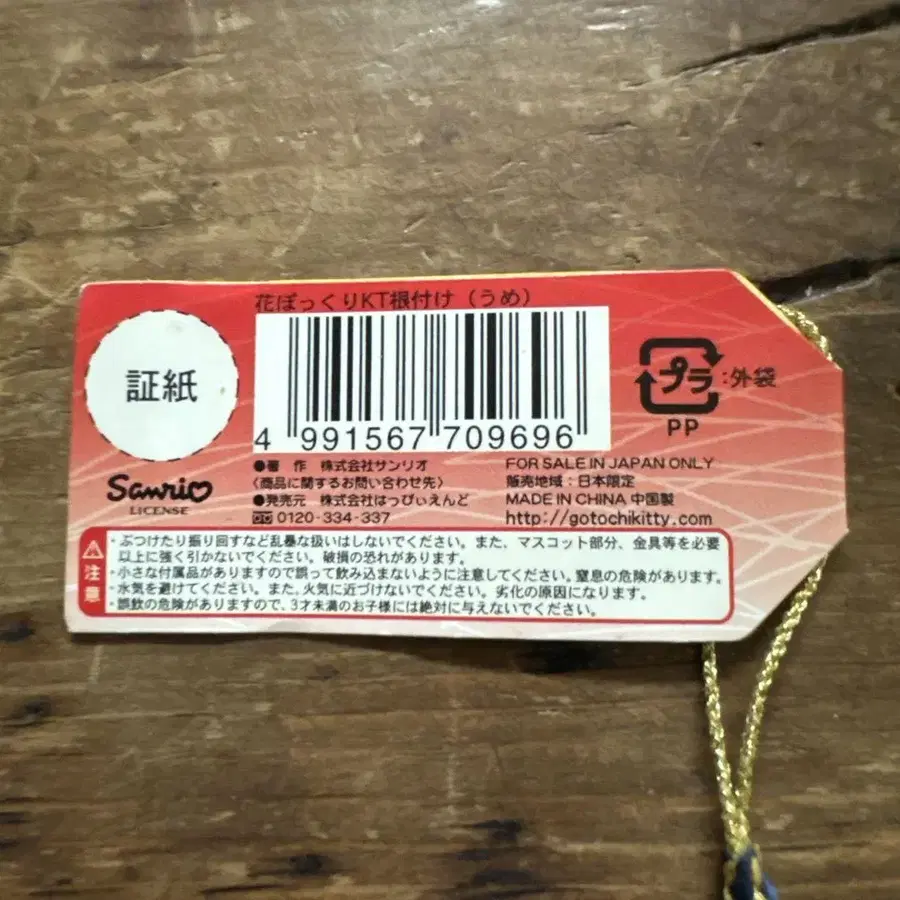 花ぽっくりKT根付け（うめ）
証紙
4 991567 709696
プラ :外袋
PP
Sanrio
LICENSE
●著 作 株式会社サンリオ
〈商品に関するお問い合わせ先〉
●発売元 株式会社はっぴぃえんど
0120-334-337
FOR SALE IN JAPAN ONLY
販売地域：日本限定
MADE IN CHINA 中国製
http://gotochikitty.com
注意
・ぶつけたり振り回すなど乱暴な扱いはしないでください。また、マスコット部分、金具等を必要
以上に強く引かないでください。破損の恐れがあります。
・小さな付属品がありますので誤って飲み込まないように注意してください。窒息の危険があります。
・水気を避けてください。また、火気に近づけないでください。劣化の原因になります。
・誤飲の危険がありますので、3才未満のお子様には絶対に与えないでください。